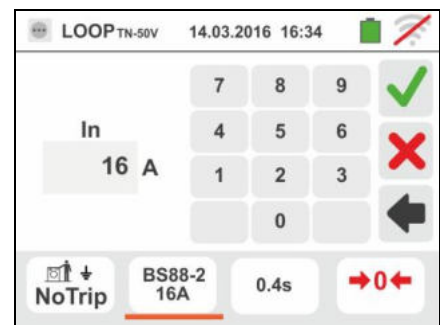 LOOP TN-50V 14.03.2016 16:34
7 8 9
In 4 5 6
16 A
1 2 3
0
NoTrip BS88-2 16A 0.4s →0←